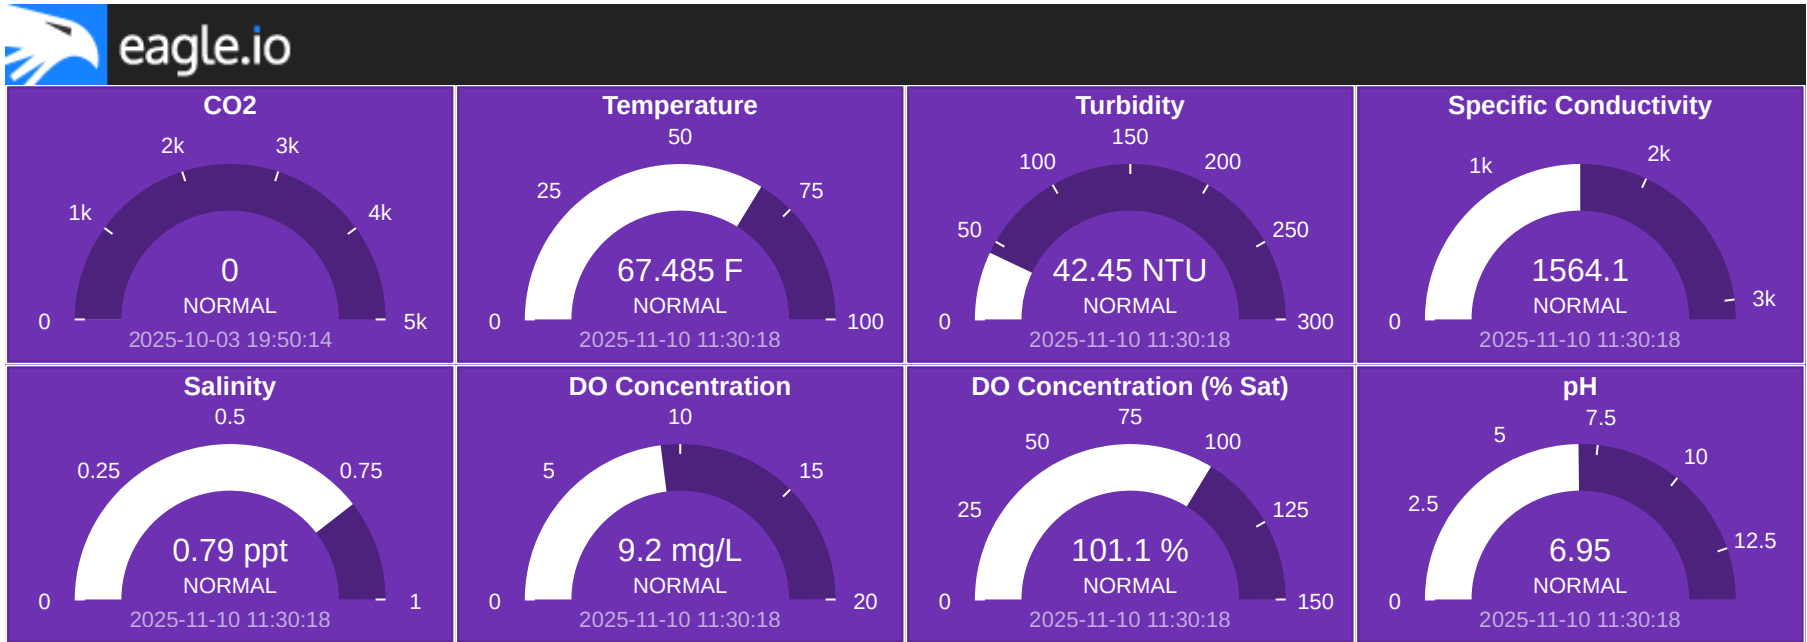 eagle.io
CO2
2k
3k
1k
4k
0
5k
0
NORMAL
2025-10-03 19:50:14
Temperature
50
25
75
0
100
67.485 F
NORMAL
2025-11-10 11:30:18
Turbidity
150
100
200
50
250
0
300
42.45 NTU
NORMAL
2025-11-10 11:30:18
Specific Conductivity
1k
2k
3k
0
1564.1
NORMAL
2025-11-10 11:30:18
Salinity
0.5
0.25
0.75
0
1
0.79 ppt
NORMAL
2025-11-10 11:30:18
DO Concentration
10
5
15
0
20
9.2 mg/L
NORMAL
2025-11-10 11:30:18
DO Concentration (% Sat)
75
50
100
25
125
0
150
101.1 %
NORMAL
2025-11-10 11:30:18
pH
7.5
5
10
2.5
12.5
0
6.95
NORMAL
2025-11-10 11:30:18